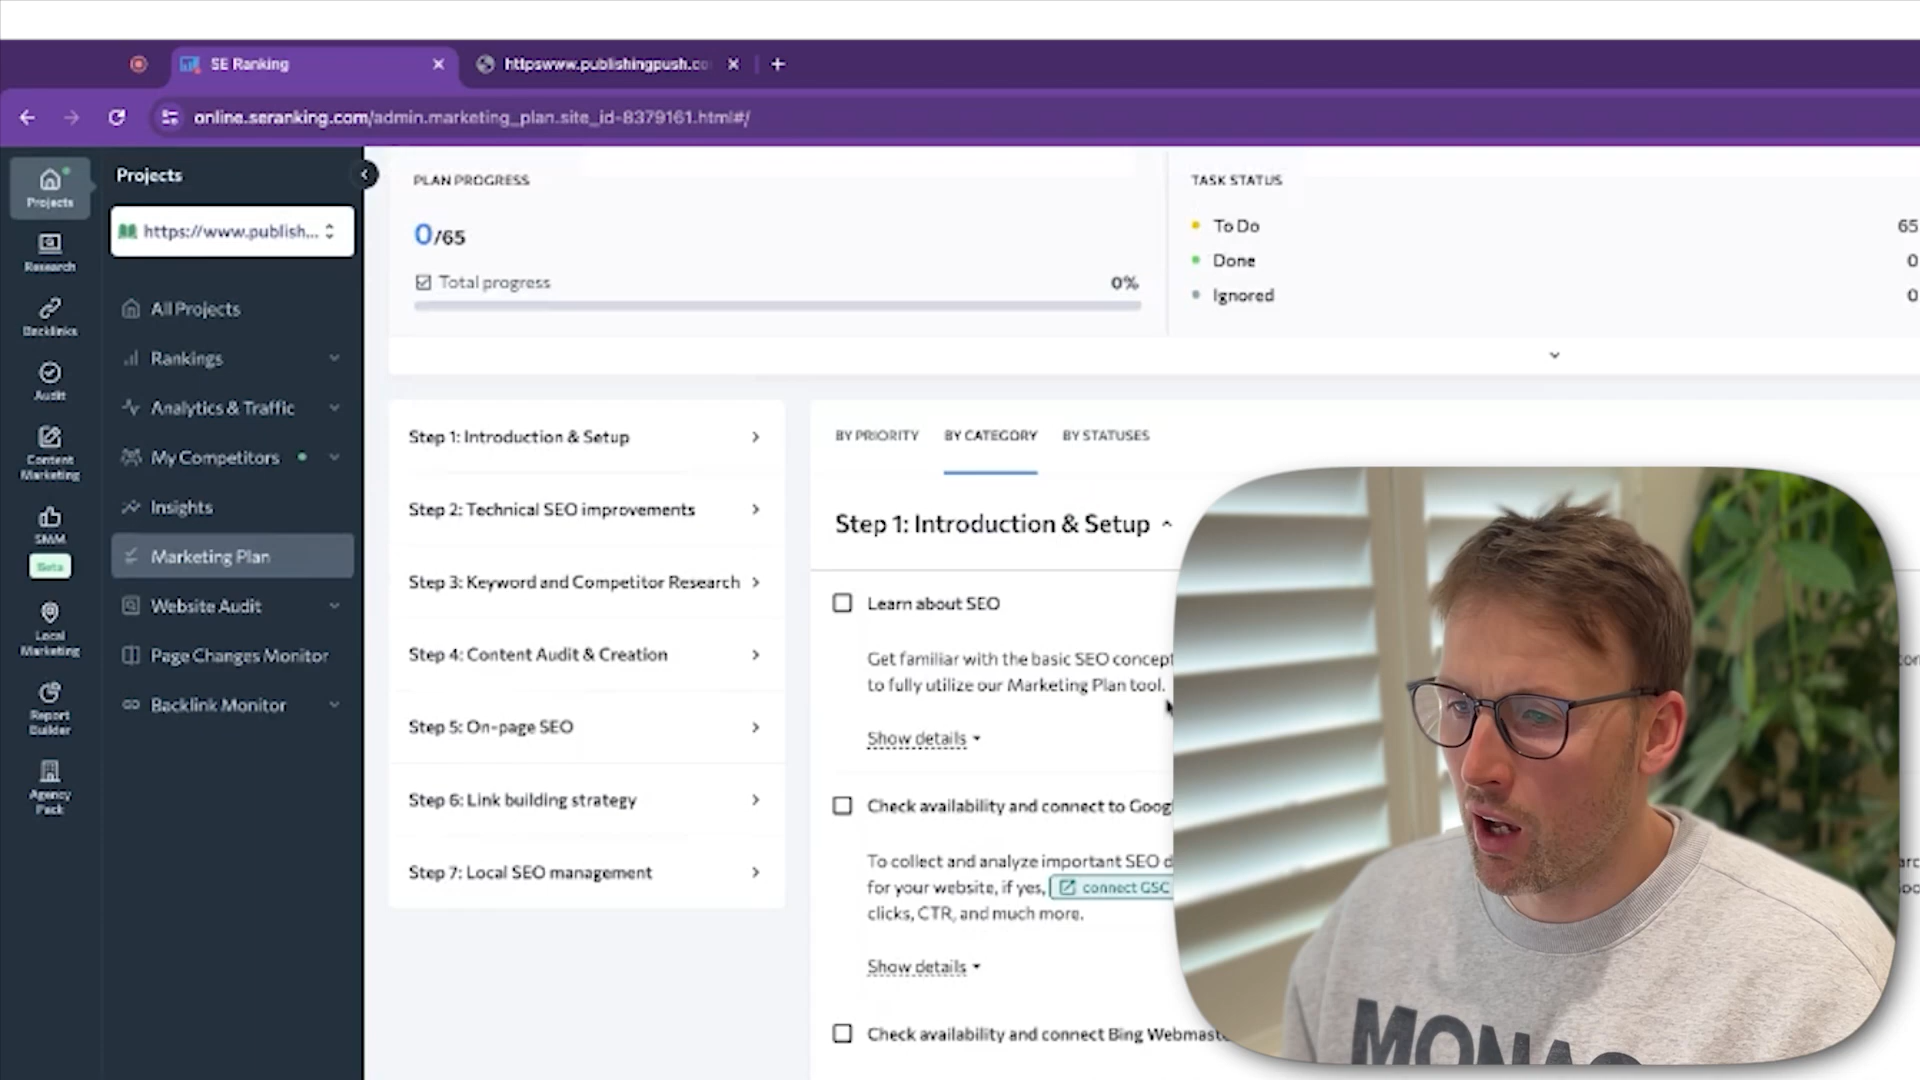 SE Ranking
httpswww.publishingpush.co
online.seranking.com/admin.marketing_plan.site_id-8379161.html#/
Projects
Research
Backlinks
Audit
Content
Marketing
SMM
Beta
Local
Marketing
Report
Builder
Agency
Pack
Projects
https://www.publish...
All Projects
Rankings
Analytics & Traffic
My Competitors
Insights
Marketing Plan
Website Audit
Page Changes Monitor
Backlink Monitor
PLAN PROGRESS
0/65
Total progress 0%
TASK STATUS
To Do 65
Done 0
Ignored 0
Step 1: Introduction & Setup
Step 2: Technical SEO improvements
Step 3: Keyword and Competitor Research
Step 4: Content Audit & Creation
Step 5: On-page SEO
Step 6: Link building strategy
Step 7: Local SEO management
BY PRIORITY BY CATEGORY BY STATUSES
Step 1: Introduction & Setup
Learn about SEO
Get familiar with the basic SEO concept
to fully utilize our Marketing Plan tool.
Show details
Check availability and connect to Goog
To collect and analyze important SEO d
for your website, if yes, connect GSC
clicks, CTR, and much more.
Show details
Check availability and connect Bing Webmast